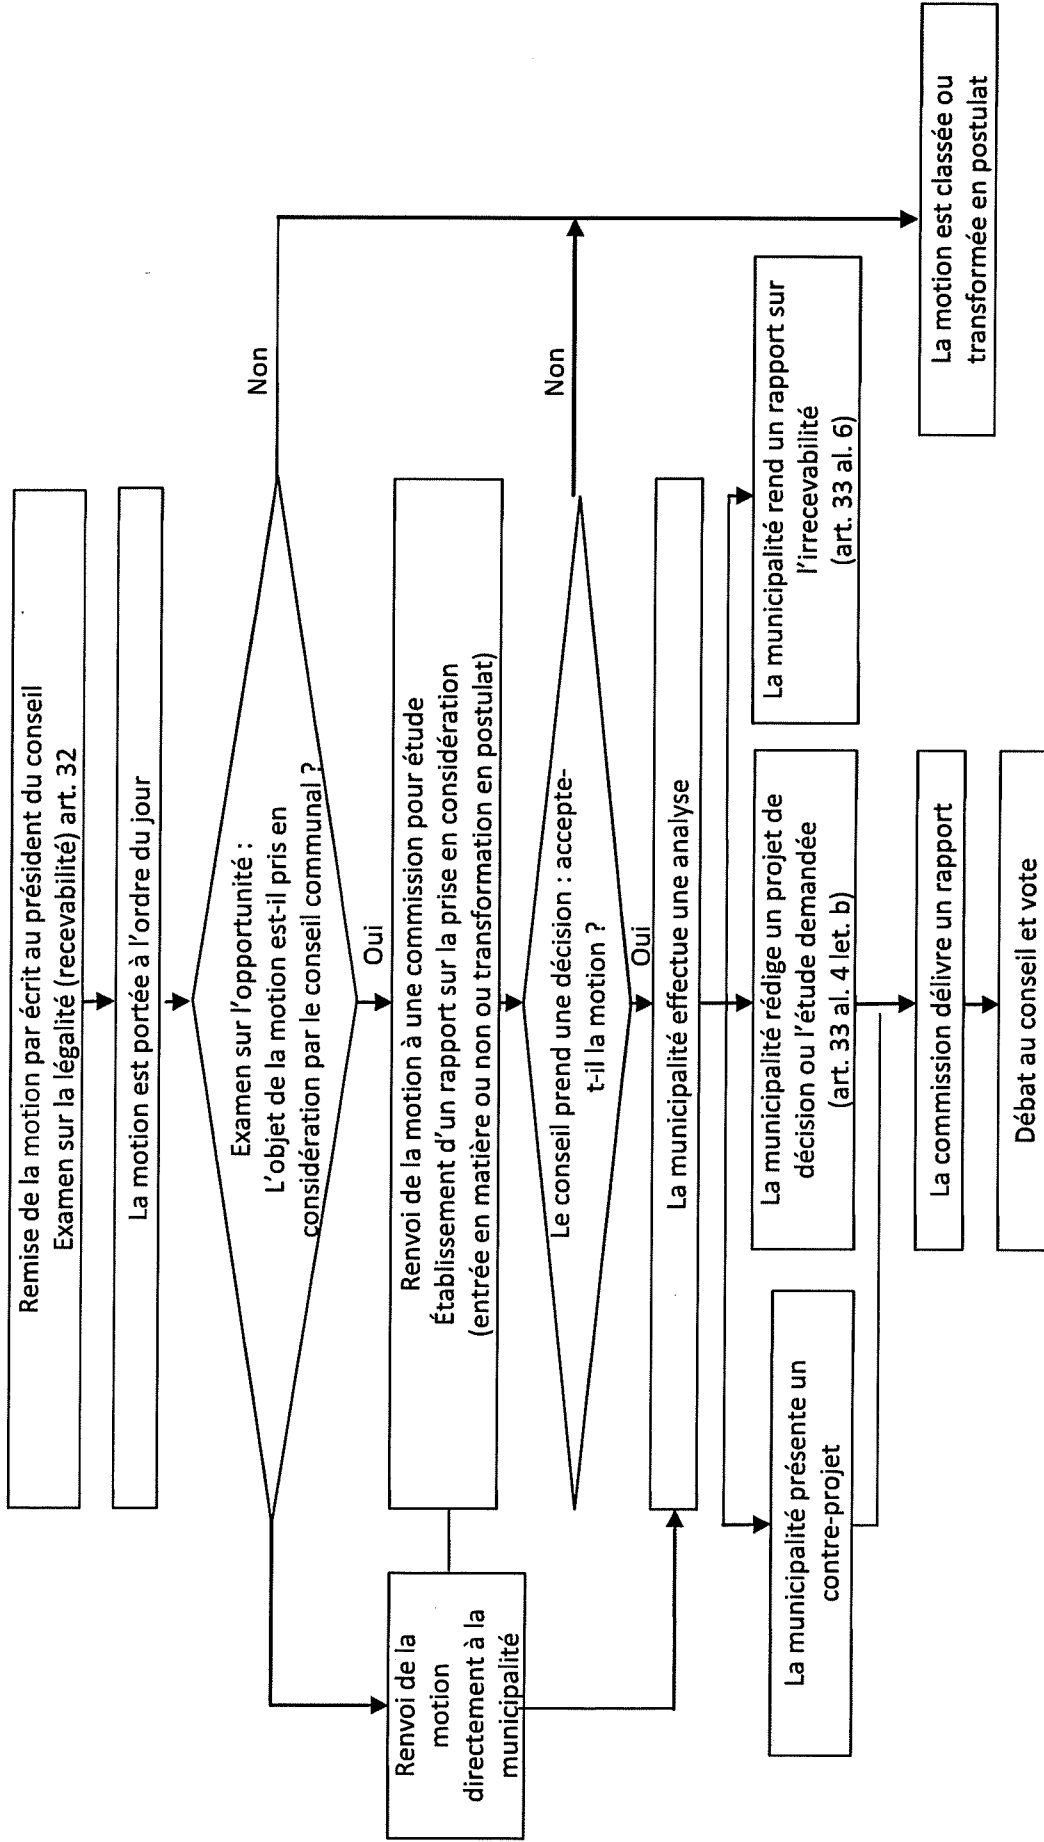 Remise de la motion par écrit au président du conseil
Examen sur la légalité (recevabilité) art. 32
La motion est portée à l'ordre du jour
Examen sur l'opportunité :
L'objet de la motion est-il pris en
considération par le conseil communal ?
Non
Oui
Renvoi de la
motion
directement à la
municipalité
Renvoi de la motion à une commission pour étude
Établissement d'un rapport sur la prise en considération
(entrée en matière ou non ou transformation en postulat)
Le conseil prend une décision : accepte-
t-il la motion ?
Non
Oui
La municipalité effectue une analyse
La municipalité présente un
contre-projet
La municipalité rédige un projet de
décision ou l'étude demandée
(art. 33 al. 4 let. b)
La municipalité rend un rapport sur
l'irrecevabilité
(art. 33 al. 6)
La commission délivre un rapport
La motion est classée ou
transformée en postulat
Débat au conseil et vote